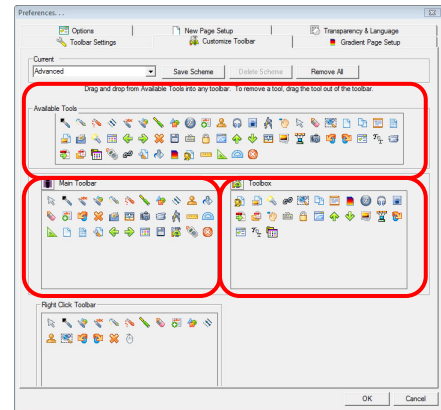 Preferences. . .
Options
New Page Setup
Transparency & Language
Toolbar Settings
Customize Toolbar
Gradient Page Setup
Current
Advanced
Save Scheme
Delete Scheme
Remove All
Drag and drop from Available Tools into any toolbar. To remove a tool, drag the tool out of the toolbar.
Available Tools
Main Toolbar
Toolbox
Right Click Toolbar
OK
Cancel